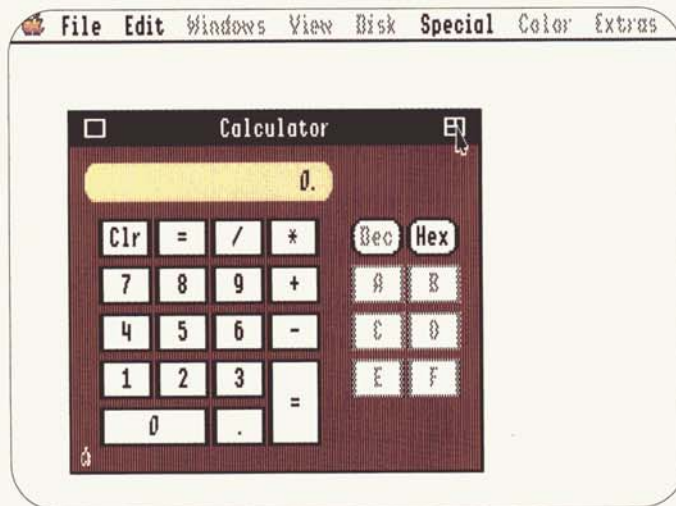 File Edit Windows View Disk Special Color Extras
Calculator
0.
Clr = / *
Dec Hex
7 8 9 +
A B
4 5 6 -
C D
1 2 3 =
E F
0 .